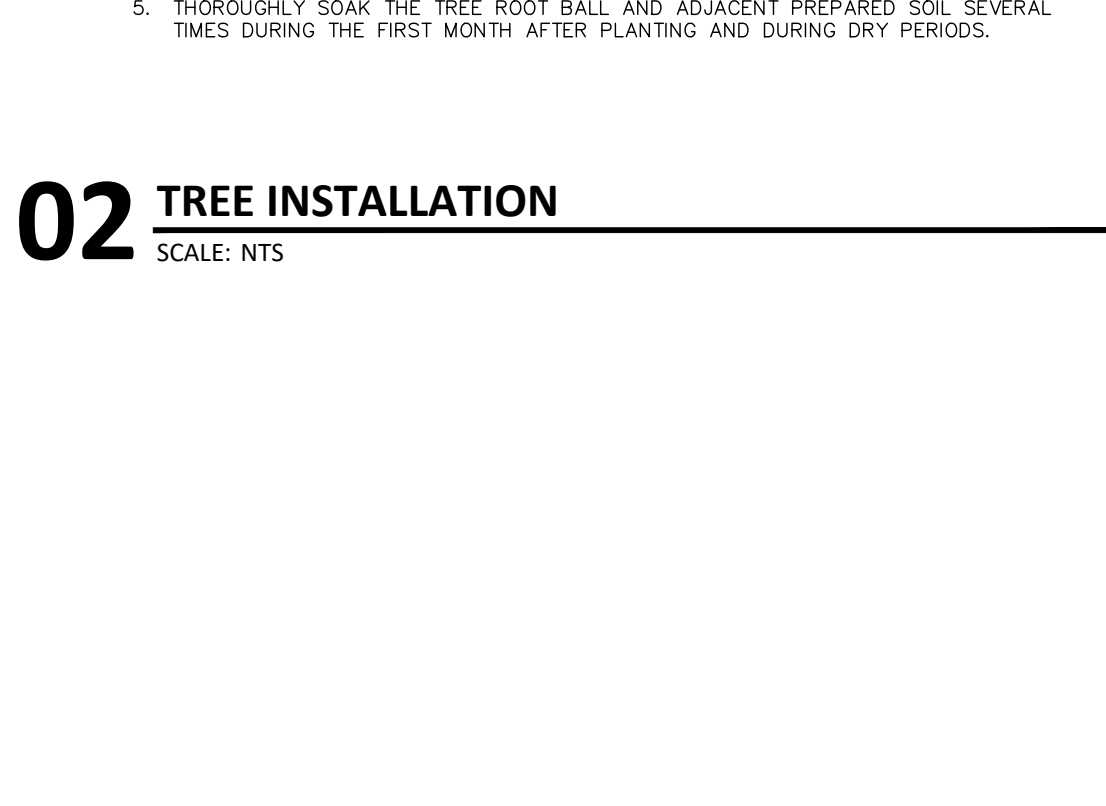 5. THOROUGHLY SOAK THE TREE ROOT BALL AND ADJACENT PREPARED SOIL SEVERAL
TIMES DURING THE FIRST MONTH AFTER PLANTING AND DURING DRY PERIODS.
02 TREE INSTALLATION
SCALE: NTS